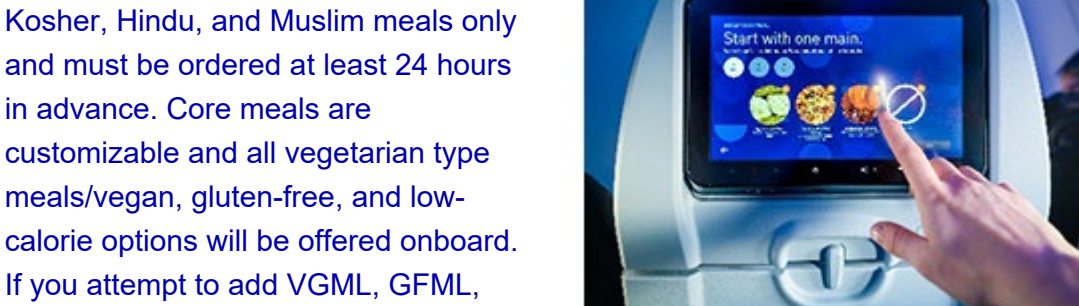 Kosher, Hindu, and Muslim meals only
and must be ordered at least 24 hours
in advance. Core meals are
customizable and all vegetarian type
meals/vegan, gluten-free, and low-
calorie options will be offered onboard.
If you attempt to add VGML, GFML,
Start with one main.